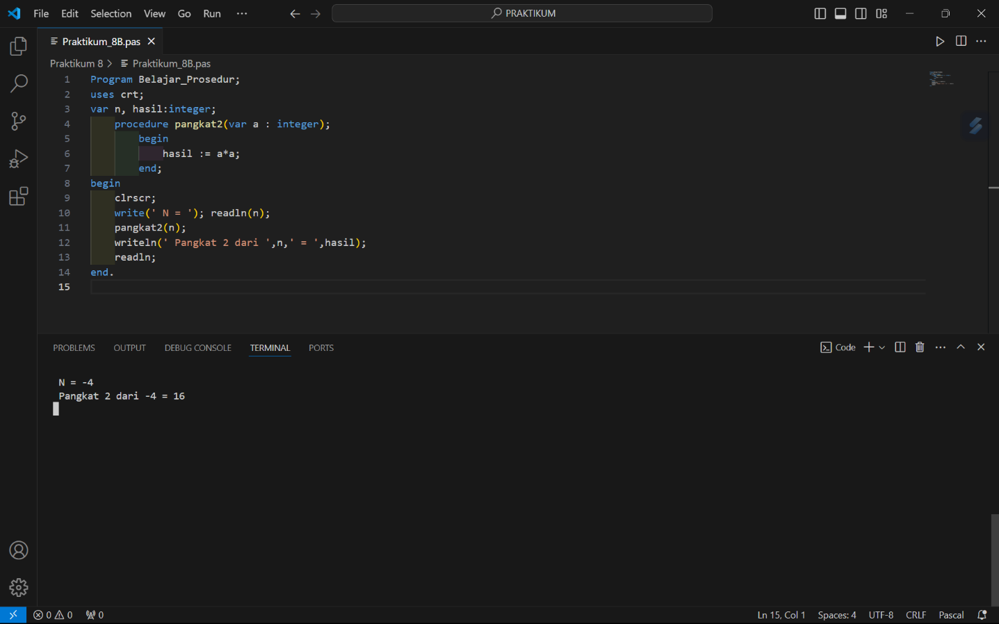 File Edit Selection View Go Run ···
PRAKTIKUM
Praktikum_8B.pas
Praktikum 8 > Praktikum_8B.pas
1 Program Belajar_Prosedur;
2 uses crt;
3 var n, hasil:integer;
4 procedure pangkat2(var a : integer);
5 begin
6 hasil := a*a;
7 end;
8 begin
9 clrscr;
10 write(' N = '); readln(n);
11 pangkat2(n);
12 writeln(' Pangkat 2 dari ',n,' = ',hasil);
13 readln;
14 end.
15
PROBLEMS OUTPUT DEBUG CONSOLE TERMINAL PORTS
Code
N = -4
Pangkat 2 dari -4 = 16
0 0 0
Ln 15, Col 1 Spaces: 4 UTF-8 CRLF Pascal